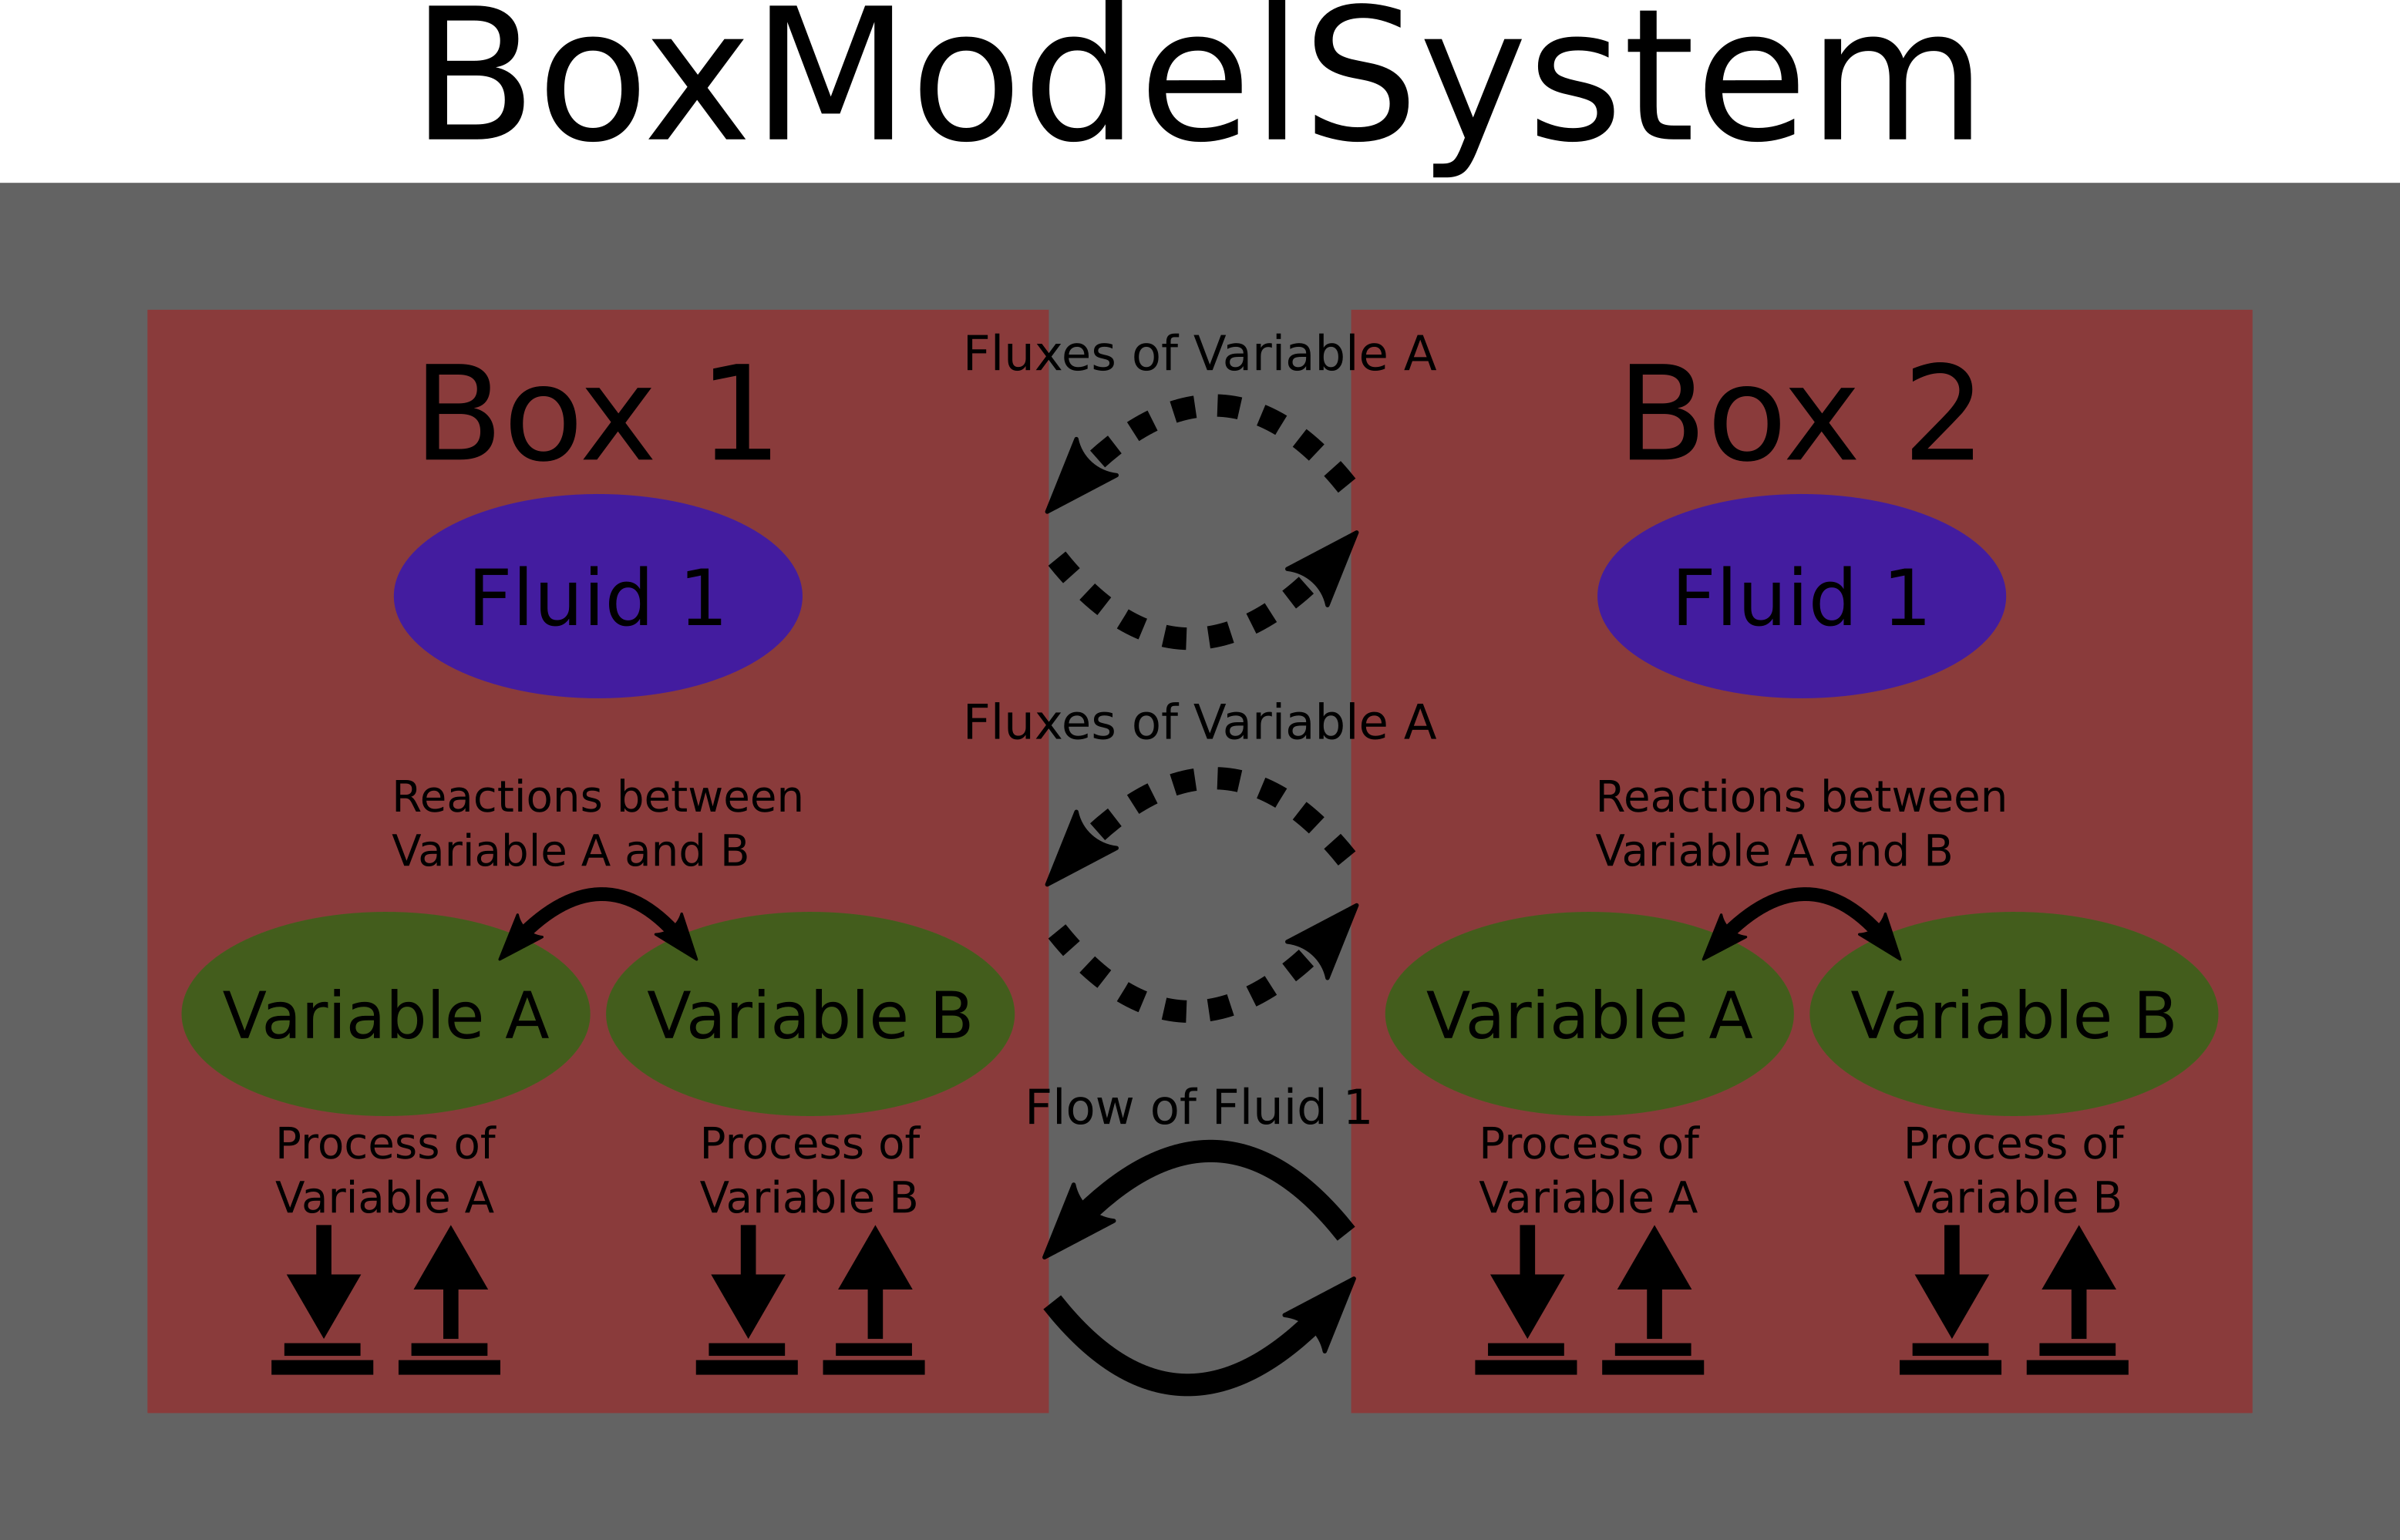 BoxModelSystem
Fluxes of Variable A
Box 1
Box 2
Fluid 1
Fluid 1
Fluxes of Variable A
Reactions between
Variable A and B
Reactions between
Variable A and B
Variable A
Variable B
Variable A
Variable B
Flow of Fluid 1
Process of
Variable A
Process of
Variable B
Process of
Variable A
Process of
Variable B